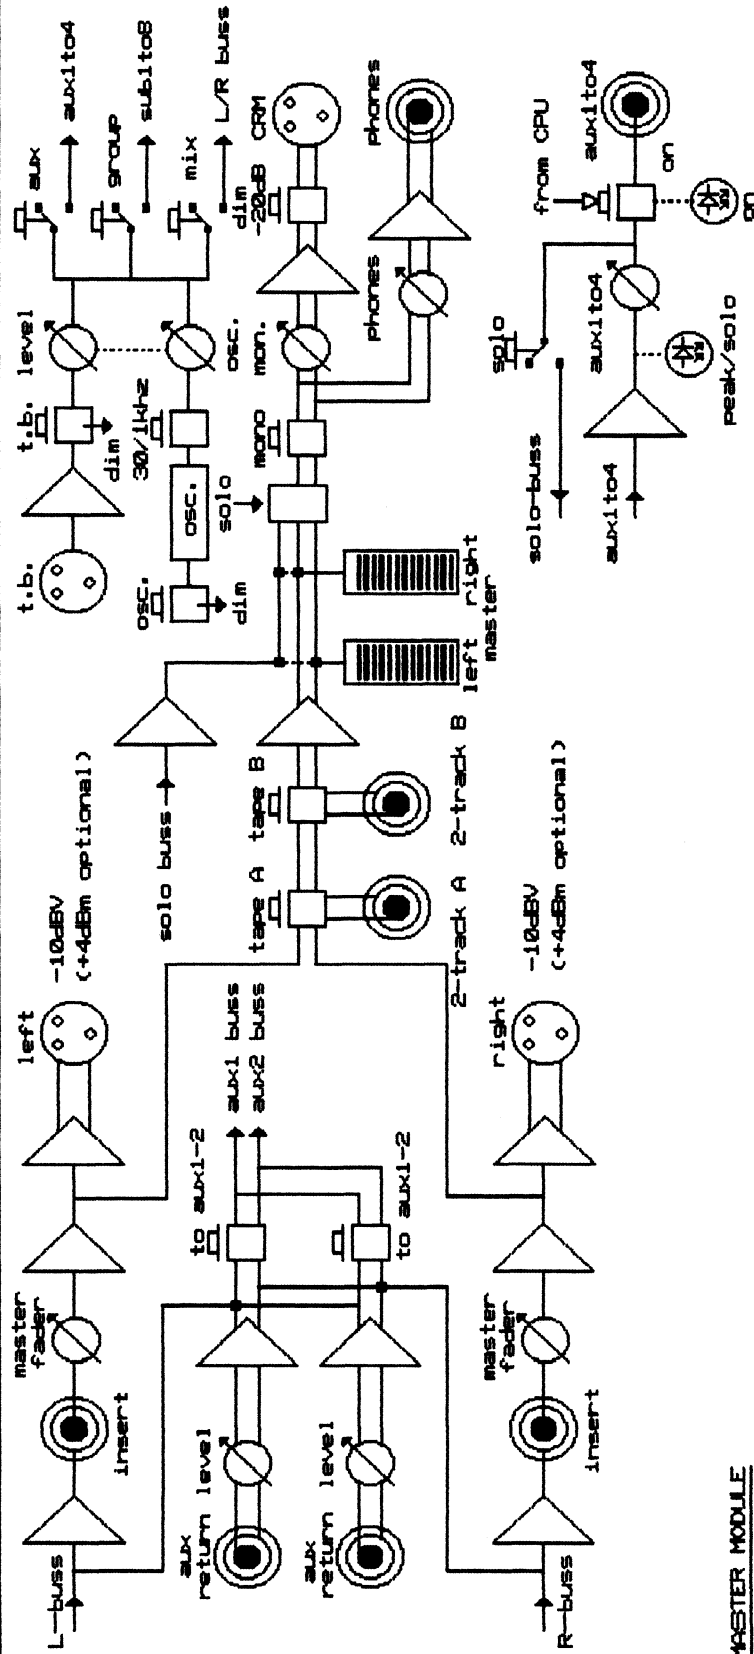 L-buss
insert
master
fader
left
-10dBV
(+4dBm optional)
aux
return level
to aux1-2
aux1 buss
aux2 buss
aux
return level
to aux1-2
R-buss
insert
master
fader
right
-10dBV
(+4dBm optional)
tape A
tape B
2-track A
2-track B
solo buss
left
right
master
solo
mono
mon.
dim
-20dB
CRM
phones
phones
t.b.
t.b.
level
dim
osc.
osc.
30/1khz
osc.
dim
aux
aux1to4
group
sub1to8
mix
L/R buss
aux1to4
solo-buss
solo
aux1to4
peak/solo
from CPU
on
aux1to4
on
MASTER MODULE